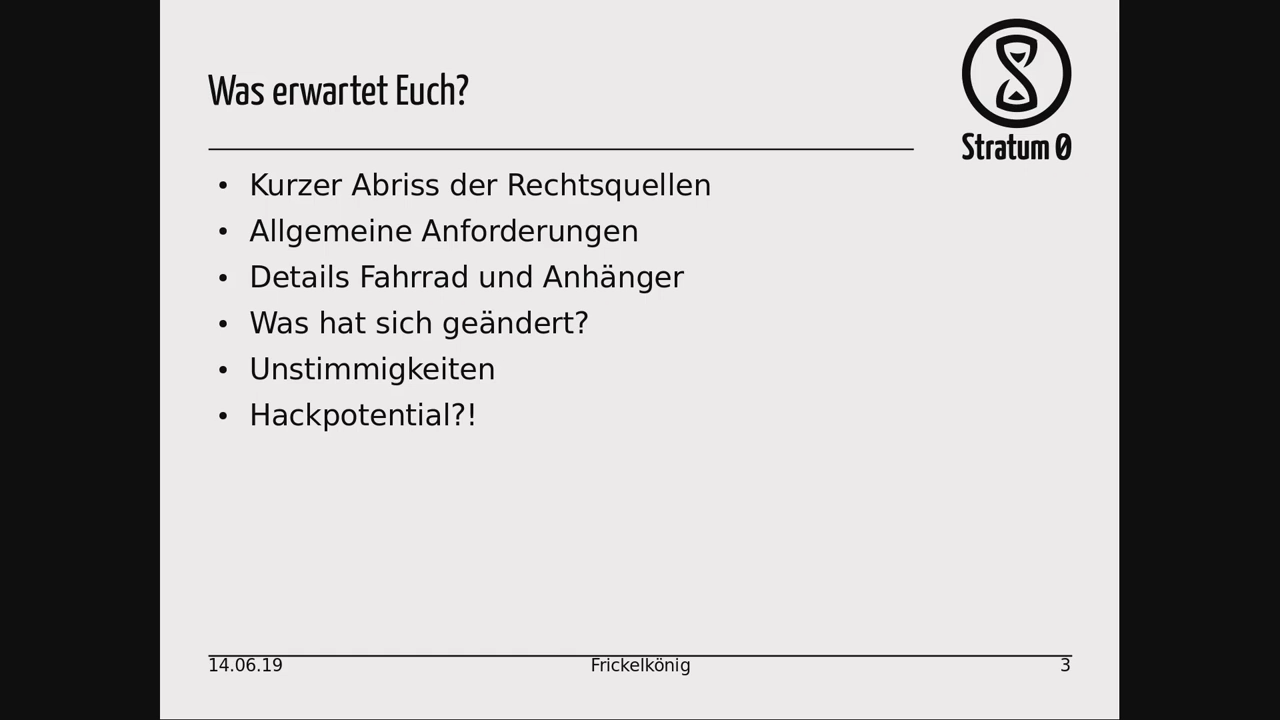 Was erwartet Euch?
Stratum 0
• Kurzer Abriss der Rechtsquellen
• Allgemeine Anforderungen
• Details Fahrrad und Anhänger
• Was hat sich geändert?
• Unstimmigkeiten
• Hackpotential?!
14.06.19 Frickelkönig 3